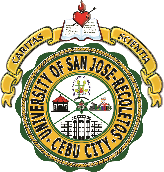 CARITAS
SCIENTIA
UNIVERSITY OF SAN JOSE-RECOLETOS
CEBU CITY